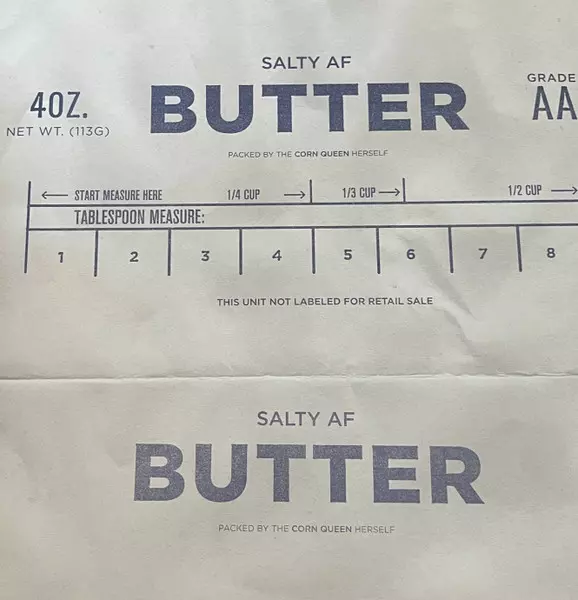 SALTY AF
4OZ. BUTTER GRADE AA
NET WT. (113G)
PACKED BY THE CORN QUEEN HERSELF
← START MEASURE HERE 1/4 CUP → 1/3 CUP → 1/2 CUP →
TABLESPOON MEASURE:
1 2 3 4 5 6 7 8
THIS UNIT NOT LABELED FOR RETAIL SALE
SALTY AF
BUTTER
PACKED BY THE CORN QUEEN HERSELF